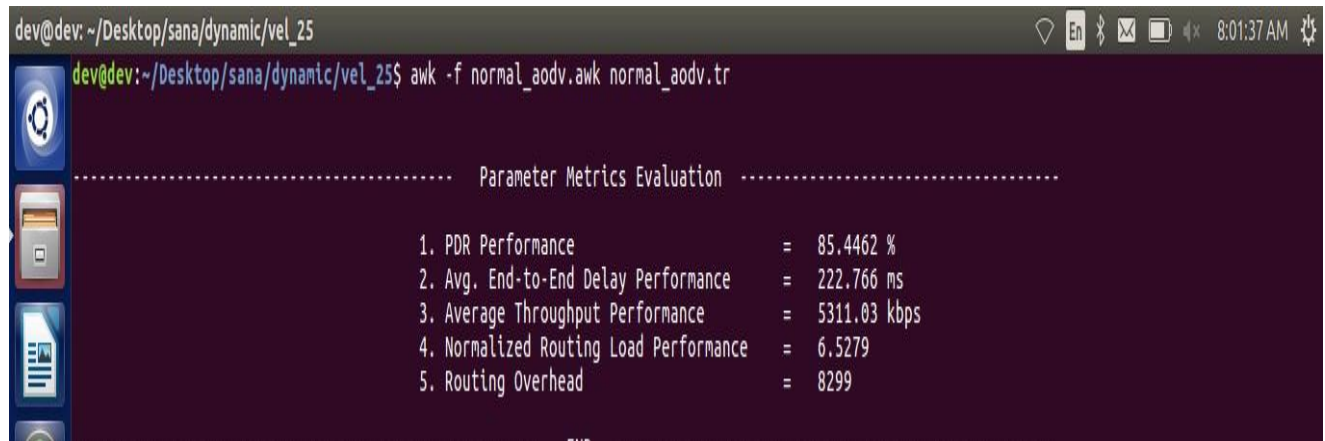 dev@dev: ~/Desktop/sana/dynamic/vel_25 En 8:01:37 AM
dev@dev:~/Desktop/sana/dynamic/vel_25$ awk -f normal_aodv.awk normal_aodv.tr
-------------------------------------------- Parameter Metrics Evaluation -------------------------------------
1. PDR Performance = 85.4462 %
2. Avg. End-to-End Delay Performance = 222.766 ms
3. Average Throughput Performance = 5311.03 kbps
4. Normalized Routing Load Performance = 6.5279
5. Routing Overhead = 8299